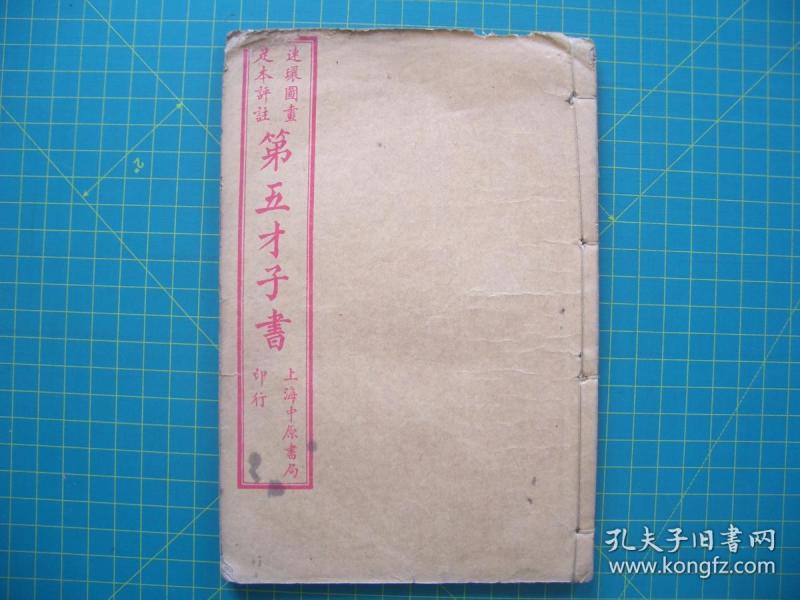 連環圖畫
足本評註
第五才子書
上海中原書局
印行
孔夫子旧書网
www.kongfz.com